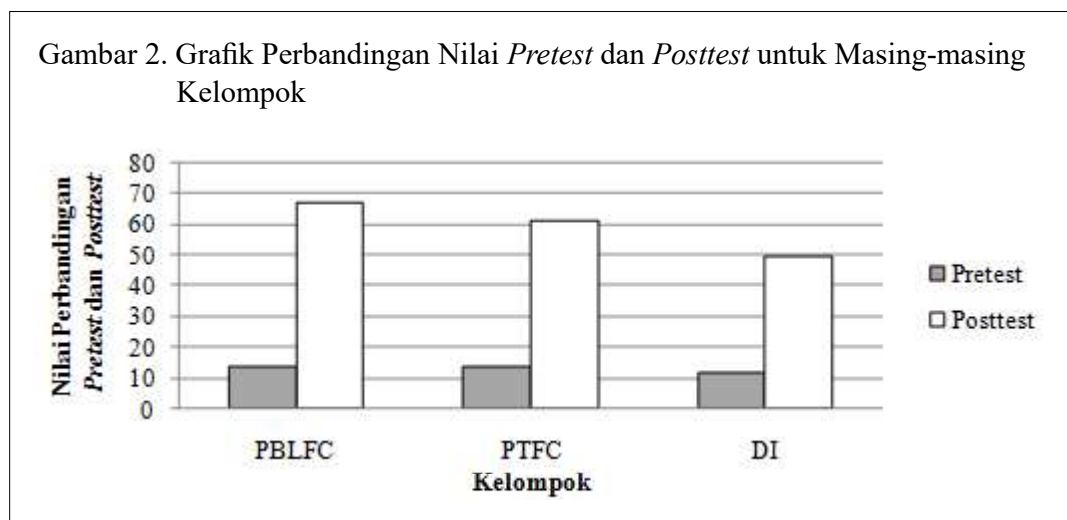 Gambar 2. Grafik Perbandingan Nilai Pretest dan Posttest untuk Masing-masing
Kelompok
Nilai Perbandingan
Pretest dan Posttest
80
70
60
50
40
30
20
10
0
PBLFC PTFC DI
Kelompok
Pretest
Posttest